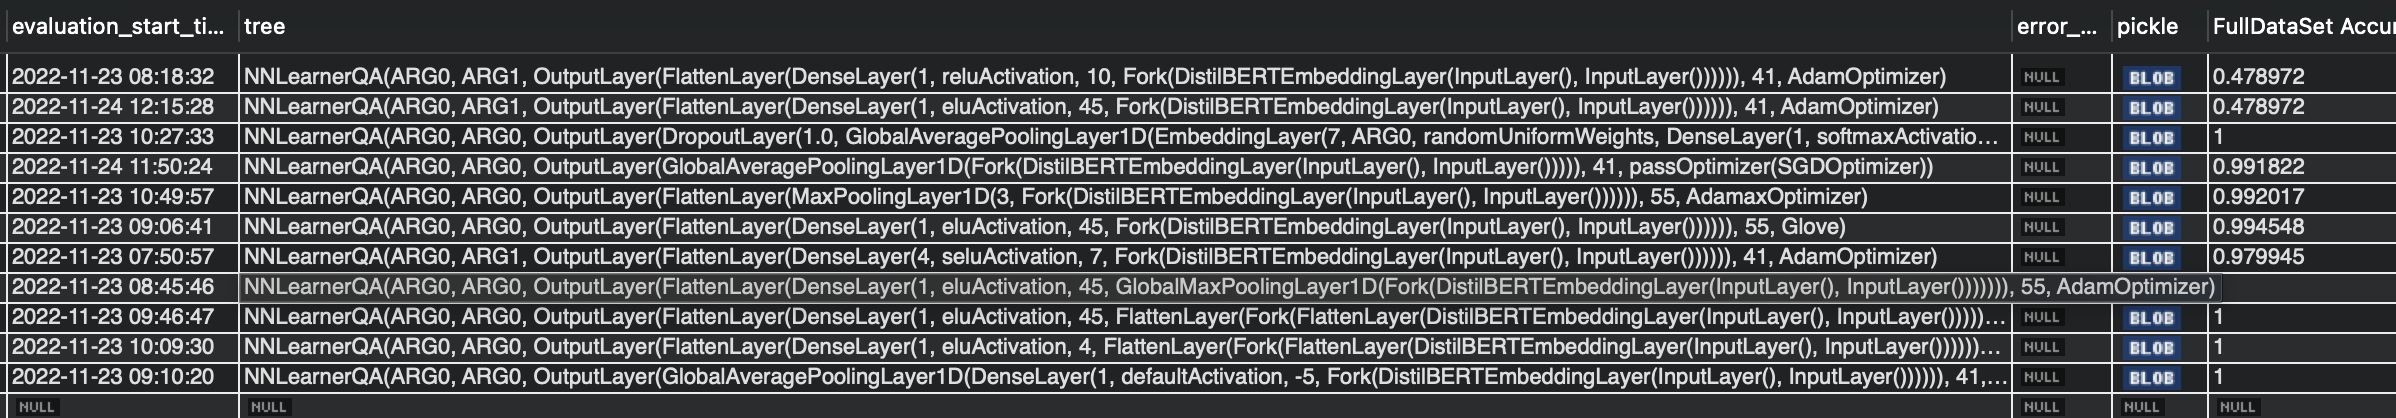 evaluation_start_ti... tree error_... pickle FullDataSet Accur
2022-11-23 08:18:32 NNLearnerQA(ARG0, ARG1, OutputLayer(FlattenLayer(DenseLayer(1, reluActivation, 10, Fork(DistilBERTEmbeddingLayer(InputLayer(), InputLayer()))))), 41, AdamOptimizer) NULL BLOB 0.478972
2022-11-24 12:15:28 NNLearnerQA(ARG0, ARG1, OutputLayer(FlattenLayer(DenseLayer(1, eluActivation, 45, Fork(DistilBERTEmbeddingLayer(InputLayer(), InputLayer()))))), 41, AdamOptimizer) NULL BLOB 0.478972
2022-11-23 10:27:33 NNLearnerQA(ARG0, ARG0, OutputLayer(DropoutLayer(1.0, GlobalAveragePoolingLayer1D(EmbeddingLayer(7, ARG0, randomUniformWeights, DenseLayer(1, softmaxActivatio... NULL BLOB 1
2022-11-24 11:50:24 NNLearnerQA(ARG0, ARG0, OutputLayer(GlobalAveragePoolingLayer1D(Fork(DistilBERTEmbeddingLayer(InputLayer(), InputLayer())))), 41, passOptimizer(SGDOptimizer)) NULL BLOB 0.991822
2022-11-23 10:49:57 NNLearnerQA(ARG0, ARG0, OutputLayer(FlattenLayer(MaxPoolingLayer1D(3, Fork(DistilBERTEmbeddingLayer(InputLayer(), InputLayer()))))), 55, AdamaxOptimizer) NULL BLOB 0.992017
2022-11-23 09:06:41 NNLearnerQA(ARG0, ARG0, OutputLayer(FlattenLayer(DenseLayer(1, eluActivation, 45, Fork(DistilBERTEmbeddingLayer(InputLayer(), InputLayer()))))), 55, Glove) NULL BLOB 0.994548
2022-11-23 07:50:57 NNLearnerQA(ARG0, ARG1, OutputLayer(FlattenLayer(DenseLayer(4, seluActivation, 7, Fork(DistilBERTEmbeddingLayer(InputLayer(), InputLayer()))))), 41, AdamOptimizer) NULL BLOB 0.979945
2022-11-23 08:45:46 NNLearnerQA(ARG0, ARG0, OutputLayer(FlattenLayer(DenseLayer(1, eluActivation, 45, GlobalMaxPoolingLayer1D(Fork(DistilBERTEmbeddingLayer(InputLayer(), InputLayer())))))), 55, AdamOptimizer)
2022-11-23 09:46:47 NNLearnerQA(ARG0, ARG0, OutputLayer(FlattenLayer(DenseLayer(1, eluActivation, 45, FlattenLayer(Fork(FlattenLayer(DistilBERTEmbeddingLayer(InputLayer(), InputLayer()))))... NULL BLOB 1
2022-11-23 10:09:30 NNLearnerQA(ARG0, ARG0, OutputLayer(FlattenLayer(DenseLayer(1, eluActivation, 4, FlattenLayer(Fork(FlattenLayer(DistilBERTEmbeddingLayer(InputLayer(), InputLayer())))))... NULL BLOB 1
2022-11-23 09:10:20 NNLearnerQA(ARG0, ARG0, OutputLayer(GlobalAveragePoolingLayer1D(DenseLayer(1, defaultActivation, -5, Fork(DistilBERTEmbeddingLayer(InputLayer(), InputLayer()))))), 41,... NULL BLOB 1
NULL NULL NULL NULL NULL